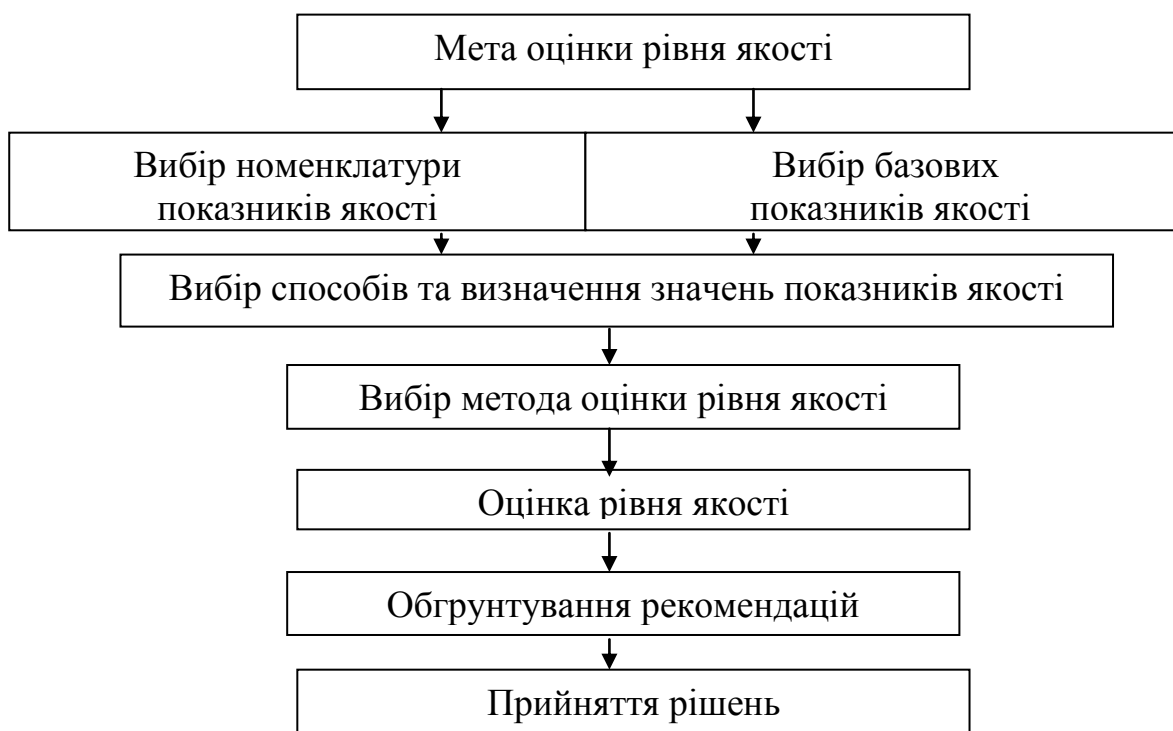 Мета оцінки рівня якості
Вибір номенклатури
показників якості
Вибір базових
показників якості
Вибір способів та визначення значень показників якості
Вибір метода оцінки рівня якості
Оцінка рівня якості
Обгрунтування рекомендацій
Прийняття рішень